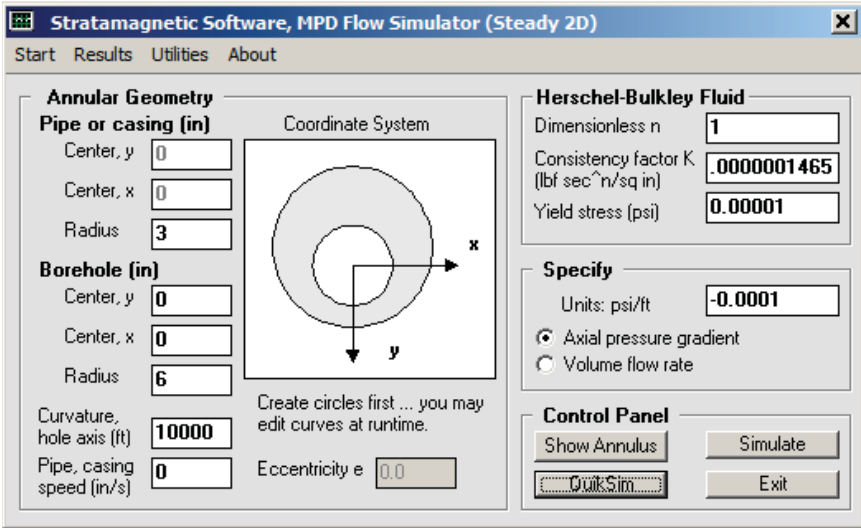 Stratamagnetic Software, MPD Flow Simulator (Steady 2D)
Start Results Utilities About
Annular Geometry
Pipe or casing (in)
Center, y 0
Center, x 0
Radius 3
Borehole (in)
Center, y 0
Center, x 0
Radius 6
Curvature,
hole axis (ft) 10000
Pipe, casing
speed (in/s) 0
Coordinate System
x
y
Create circles first ... you may
edit curves at runtime.
Eccentricity e 0.0
Herschel-Bulkley Fluid
Dimensionless n 1
Consistency factor K
(lbf sec^n/sq in) .0000001465
Yield stress (psi) 0.00001
Specify
Units: psi/ft -0.0001
Axial pressure gradient
Volume flow rate
Control Panel
Show Annulus Simulate
QuikSim Exit